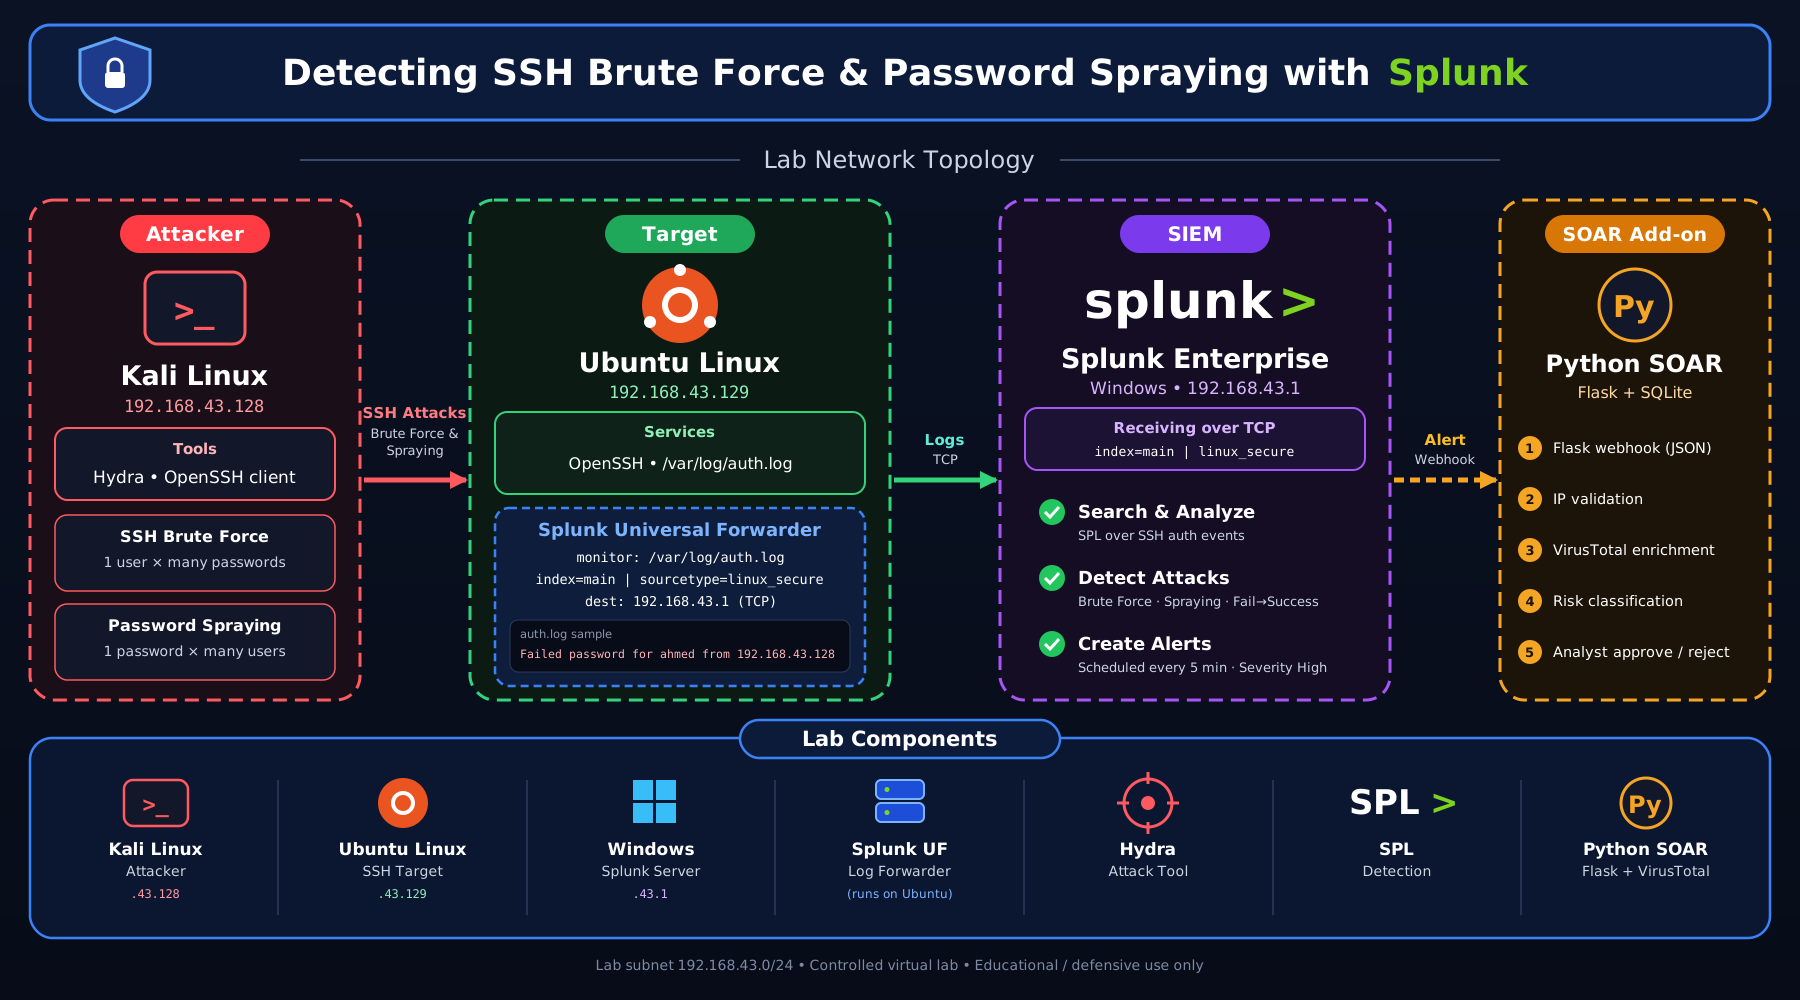 Detecting SSH Brute Force & Password Spraying with Splunk
Lab Network Topology
Attacker
>_
Kali Linux
192.168.43.128
Tools
Hydra • OpenSSH client
SSH Brute Force
1 user × many passwords
Password Spraying
1 password × many users
SSH Attacks
Brute Force &
Spraying
Target
Ubuntu Linux
192.168.43.129
Services
OpenSSH • /var/log/auth.log
Splunk Universal Forwarder
monitor: /var/log/auth.log
index=main | sourcetype=linux_secure
dest: 192.168.43.1 (TCP)
auth.log sample
Failed password for ahmed from 192.168.43.128
Logs
TCP
SIEM
splunk>
Splunk Enterprise
Windows • 192.168.43.1
Receiving over TCP
index=main | linux_secure
Search & Analyze
SPL over SSH auth events
Detect Attacks
Brute Force · Spraying · Fail→Success
Create Alerts
Scheduled every 5 min · Severity High
Alert
Webhook
SOAR Add-on
Py
Python SOAR
Flask + SQLite
1 Flask webhook (JSON)
2 IP validation
3 VirusTotal enrichment
4 Risk classification
5 Analyst approve / reject
Lab Components
>_
Kali Linux
Attacker
.43.128
Ubuntu Linux
SSH Target
.43.129
Windows
Splunk Server
.43.1
Splunk UF
Log Forwarder
(runs on Ubuntu)
Hydra
Attack Tool
SPL >
SPL
Detection
Py
Python SOAR
Flask + VirusTotal
Lab subnet 192.168.43.0/24 • Controlled virtual lab • Educational / defensive use only